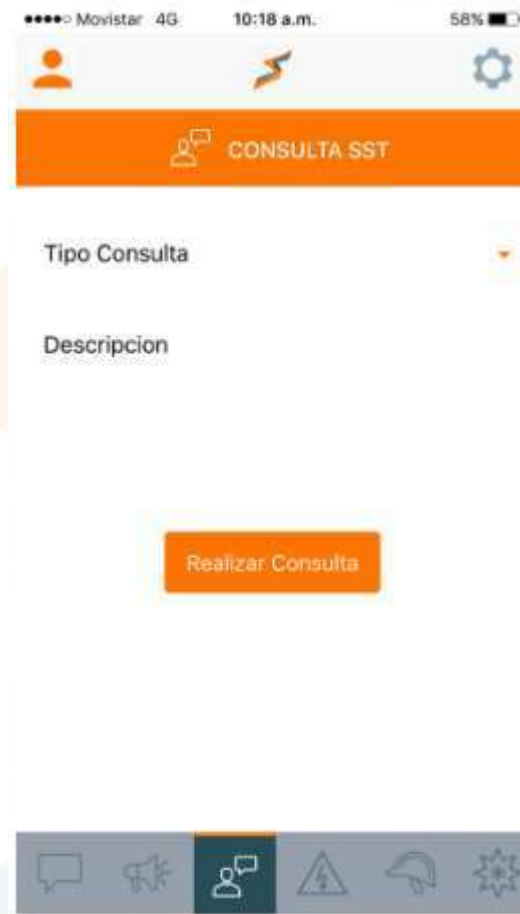 Movistar 4G 10:18 a.m. 58%
CONSULTA SST
Tipo Consulta
Descripcion
Realizar Consulta